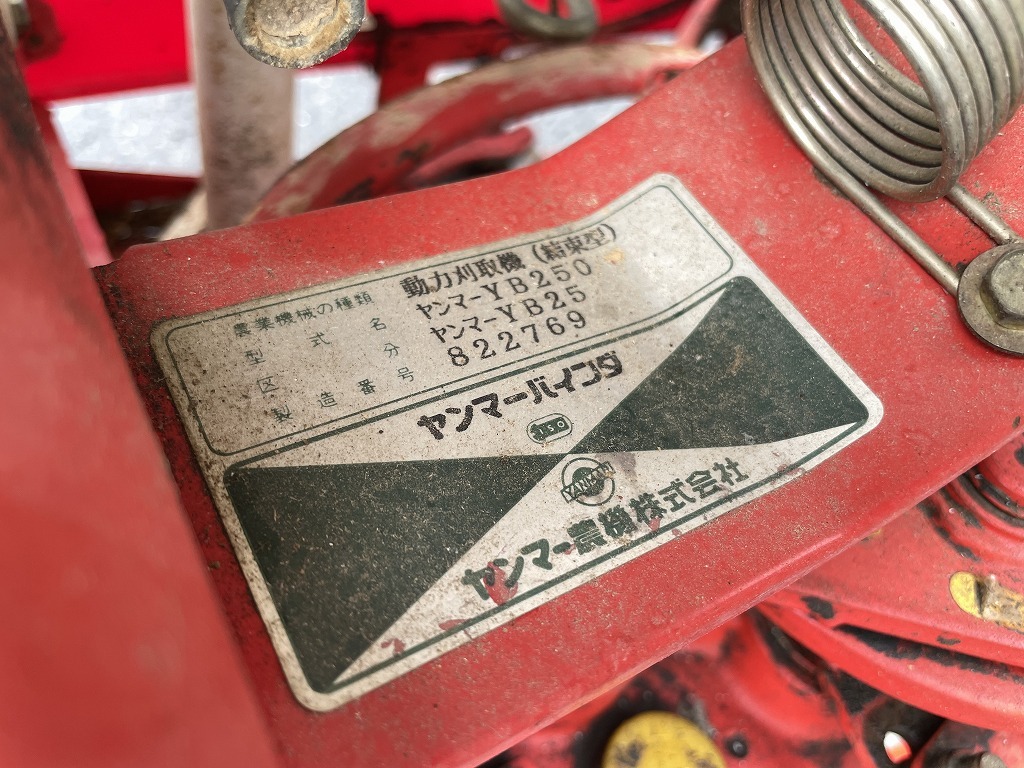 農業機械の種類 動力刈取機(結束型)
型式名 ヤンマーYB250
区分 ヤンマーYB25
製造番号 822769
ヤンマーバインダ
ISO
YANMAR
ヤンマー農機株式会社